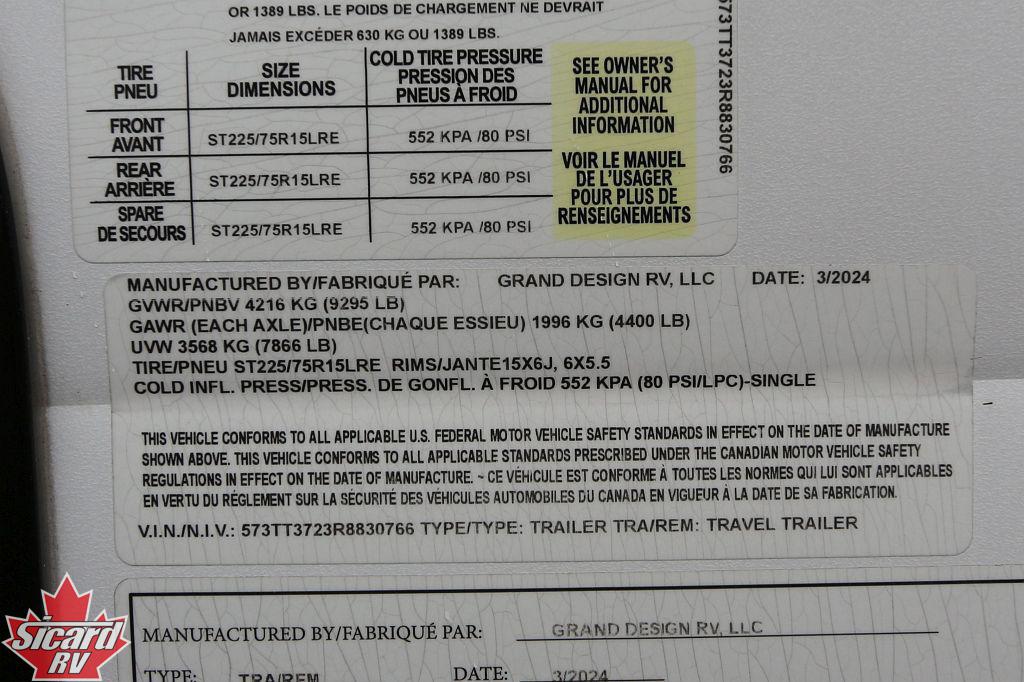 OR 1389 LBS. LE POIDS DE CHARGEMENT NE DEVRAIT
JAMAIS EXCÉDER 630 KG OU 1389 LBS.
TIRE PNEU SIZE DIMENSIONS COLD TIRE PRESSURE PRESSION DES PNEUS À FROID
FRONT AVANT ST225/75R15LRE 552 KPA /80 PSI
REAR ARRIÈRE ST225/75R15LRE 552 KPA /80 PSI
SPARE DE SECOURS ST225/75R15LRE 552 KPA /80 PSI
SEE OWNER'S
MANUAL FOR
ADDITIONAL
INFORMATION
VOIR LE MANUEL
DE L'USAGER
POUR PLUS DE
RENSEIGNEMENTS
573TT3723R8830766
MANUFACTURED BY/FABRIQUÉ PAR: GRAND DESIGN RV, LLC DATE: 3/2024
GVWR/PNBV 4216 KG (9295 LB)
GAWR (EACH AXLE)/PNBE(CHAQUE ESSIEU) 1996 KG (4400 LB)
UVW 3568 KG (7866 LB)
TIRE/PNEU ST225/75R15LRE RIMS/JANTE15X6J, 6X5.5
COLD INFL. PRESS/PRESS. DE GONFL. À FROID 552 KPA (80 PSI/LPC)-SINGLE
THIS VEHICLE CONFORMS TO ALL APPLICABLE U.S. FEDERAL MOTOR VEHICLE SAFETY STANDARDS IN EFFECT ON THE DATE OF MANUFACTURE
SHOWN ABOVE. THIS VEHICLE CONFORMS TO ALL APPLICABLE STANDARDS PRESCRIBED UNDER THE CANADIAN MOTOR VEHICLE SAFETY
REGULATIONS IN EFFECT ON THE DATE OF MANUFACTURE. ~ CE VÉHICULE EST CONFORME À TOUTES LES NORMES QUI LUI SONT APPLICABLES
EN VERTU DU RÉGLEMENT SUR LA SÉCURITÉ DES VÉHICULES AUTOMOBILES DU CANADA EN VIGUEUR À LA DATE DE SA FABRICATION.
V.I.N./N.I.V.: 573TT3723R8830766 TYPE/TYPE: TRAILER TRA/REM: TRAVEL TRAILER
MANUFACTURED BY/FABRIQUÉ PAR: GRAND DESIGN RV, LLC
TYPE: TRA/REM DATE: 3/2024
Sicard
RV